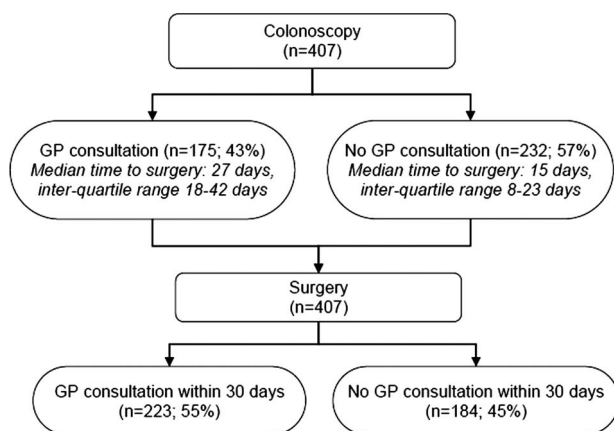 Colonoscopy
(n=407)
GP consultation (n=175; 43%)
Median time to surgery: 27 days,
inter-quartile range 18-42 days
No GP consultation (n=232; 57%)
Median time to surgery: 15 days,
inter-quartile range 8-23 days
Surgery
(n=407)
GP consultation within 30 days
(n=223; 55%)
No GP consultation within 30 days
(n=184; 45%)